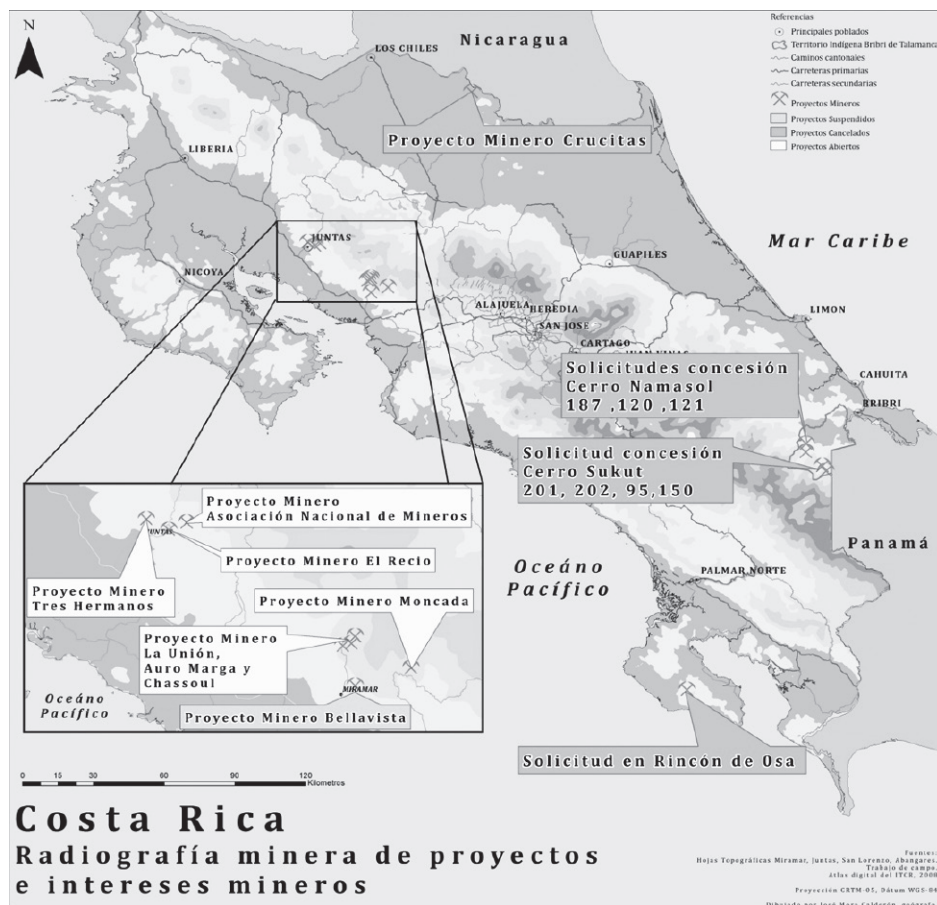 N
Nicaragua
Referencias
Principales poblados
Territorio Indígena Bribri de Talamanca
Caminos cantonales
Carreteras primarias
Carreteras secundarias
Proyectos Mineros
Proyectos Suspendidos
Proyectos Cancelados
Proyectos Abiertos
LOS CHILES
Proyecto Minero Crucitas
LIBERIA
Mar Caribe
JUNTAS
GUAPILES
NICOYA
ALAJUELA
HEREDIA
SAN JOSE
LIMON
CARTAGO
Solicitudes concesión
Cerro Namasol
187 ,120 ,121
CAHUITA
BRIBRI
Solicitud concesión
Cerro Sukut
201, 202, 95,150
Panamá
Océano
Pacífico
PALMAR NORTE
Proyecto Minero
Asociación Nacional de Mineros
Proyecto Minero El Recio
Proyecto Minero
Tres Hermanos
Proyecto Minero Moncada
Proyecto Minero
La Unión,
Auro Marga y
Chassoul
MIRAMAR
Océano
Pacífico
Proyecto Minero Bellavista
Solicitud en Rincón de Osa
0 15 30 60 90 120
Kilometros
Costa Rica
Radiografía minera de proyectos
e intereses mineros
Fuentes:
Hojas Topográficas Miramar, Juntas, San Lorenzo, Abangares.
Trabajo de campo.
Atlas digital del ITCR, 2008
Proyección CRTM-05, Dátum WGS-84